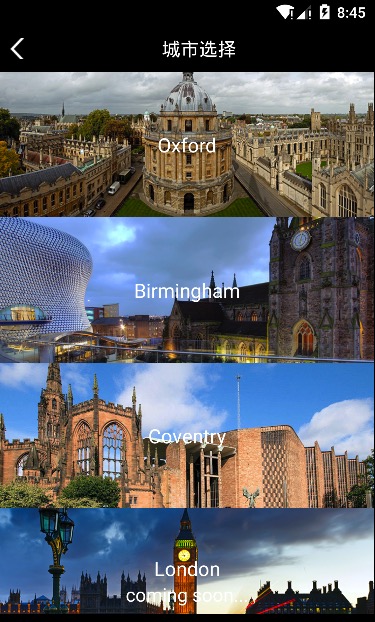 8:45
城市选择
Oxford
Birmingham
Coventry
London
coming soon...